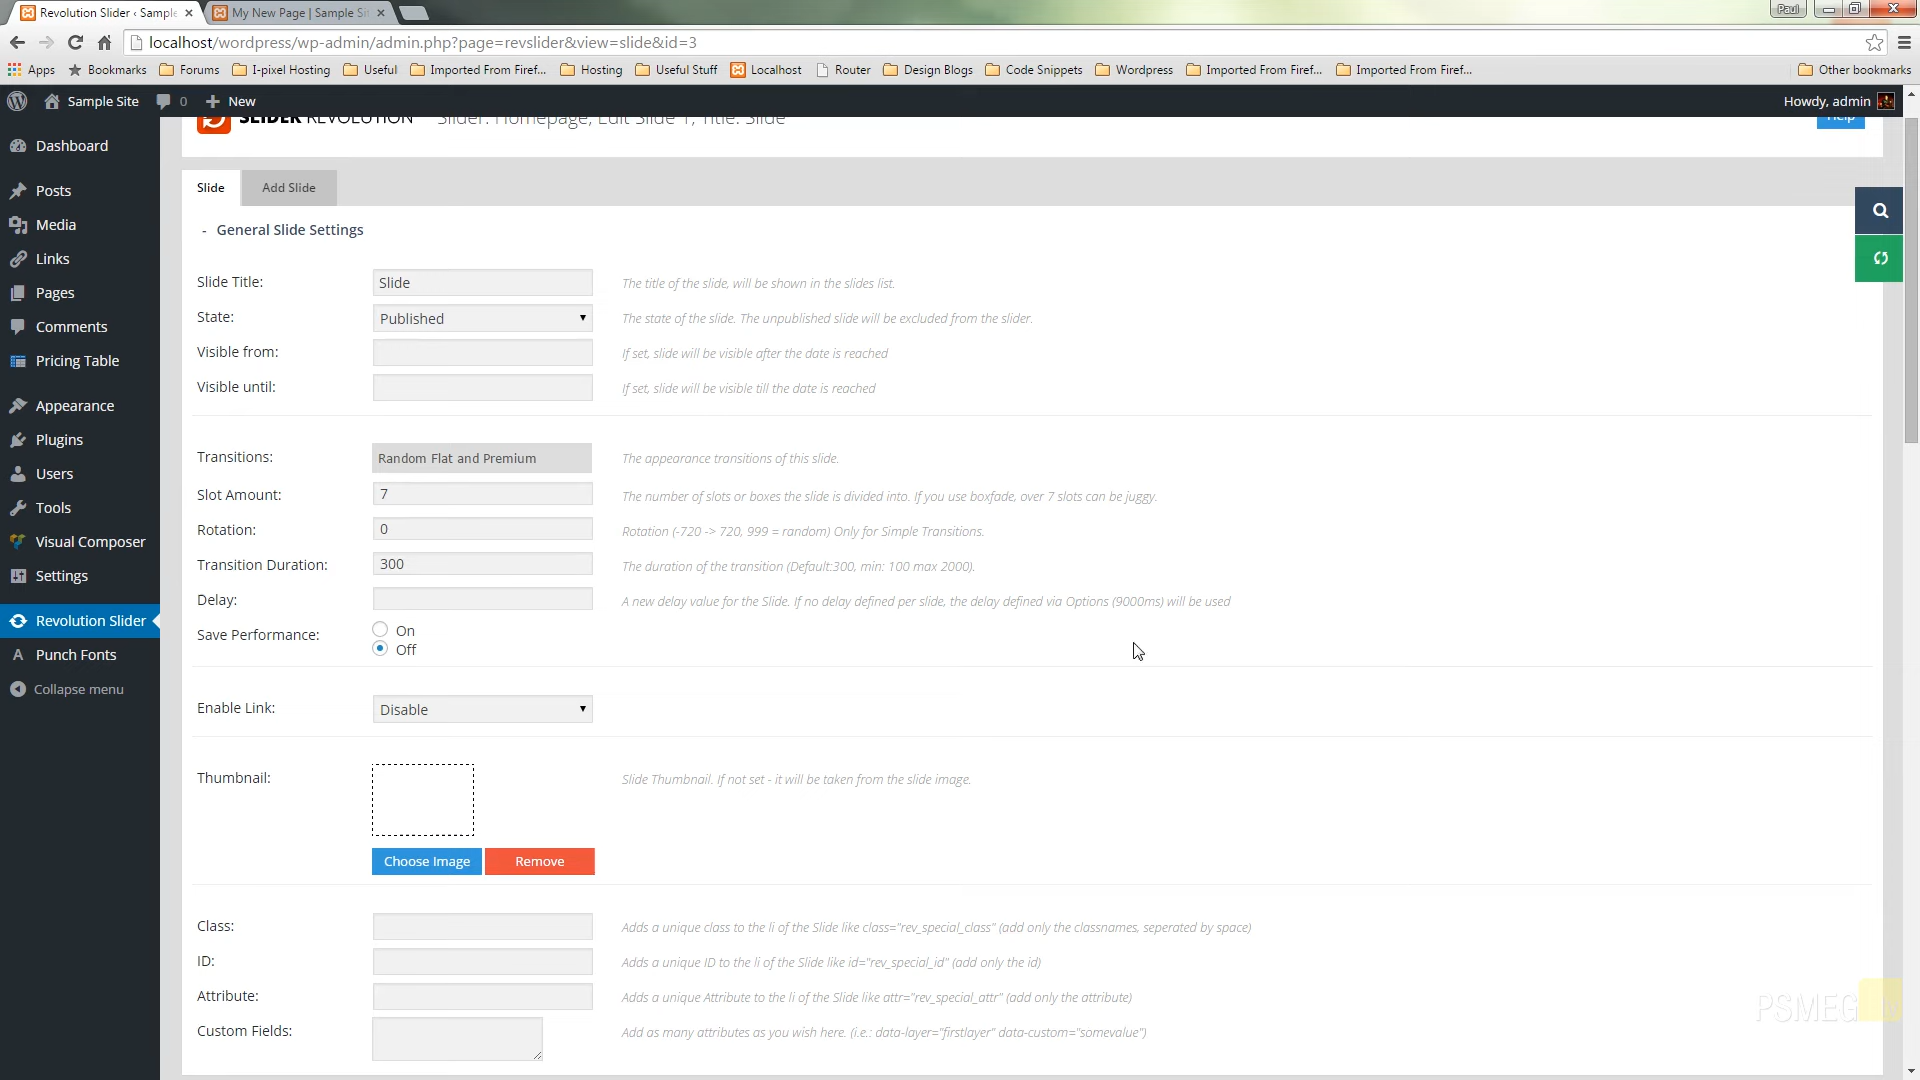 Revolution Slider ‹ Sample
My New Page | Sample Sit
Paul
localhost/wordpress/wp-admin/admin.php?page=revslider&view=slide&id=3
Apps Bookmarks Forums I-pixel Hosting Useful Imported From Firef... Hosting Useful Stuff Localhost Router Design Blogs Code Snippets Wordpress Imported From Firef... Imported From Firef... Other bookmarks
Sample Site 0 New Howdy, admin
SLIDER REVOLUTION Slider: Homepage, Edit Slide 1, Title: Slide Help
Dashboard
Posts
Media
Links
Pages
Comments
Pricing Table
Appearance
Plugins
Users
Tools
Visual Composer
Settings
Revolution Slider
Punch Fonts
Collapse menu
Slide Add Slide
- General Slide Settings
Slide Title: Slide The title of the slide, will be shown in the slides list.
State: Published The state of the slide. The unpublished slide will be excluded from the slider.
Visible from: If set, slide will be visible after the date is reached
Visible until: If set, slide will be visible till the date is reached
Transitions: Random Flat and Premium The appearance transitions of this slide.
Slot Amount: 7 The number of slots or boxes the slide is divided into. If you use boxfade, over 7 slots can be juggy.
Rotation: 0 Rotation (-720 -> 720, 999 = random) Only for Simple Transitions.
Transition Duration: 300 The duration of the transition (Default:300, min: 100 max 2000).
Delay: A new delay value for the Slide. If no delay defined per slide, the delay defined via Options (9000ms) will be used
Save Performance: On
Off
Enable Link: Disable
Thumbnail: Slide Thumbnail. If not set - it will be taken from the slide image.
Choose Image Remove
Class: Adds a unique class to the li of the Slide like class="rev_special_class" (add only the classnames, seperated by space)
ID: Adds a unique ID to the li of the Slide like id="rev_special_id" (add only the id)
Attribute: Adds a unique Attribute to the li of the Slide like attr="rev_special_attr" (add only the attribute)
Custom Fields: Add as many attributes as you wish here. (i.e.: data-layer="firstlayer" data-custom="somevalue")
PSMEG